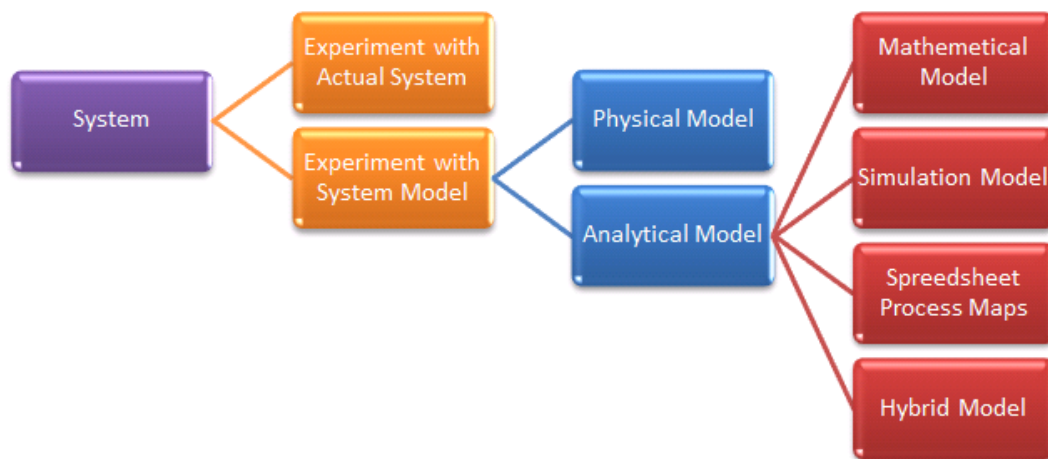 System
Experiment with
Actual System
Experiment with
System Model
Physical Model
Analytical Model
Mathemetical
Model
Simulation Model
Spreedsheet
Process Maps
Hybrid Model